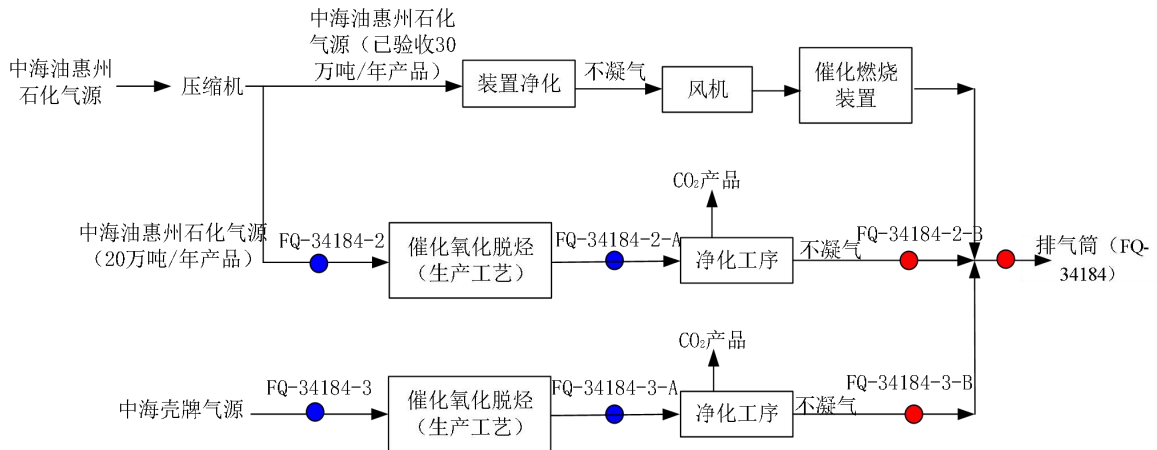 中海油惠州
石化气源
压缩机
中海油惠州石化
气源（已验收30
万吨/年产品）
装置净化
不凝气
风机
催化燃烧
装置
中海油惠州石化气源
（20万吨/年产品）
FQ-34184-2
催化氧化脱烃
（生产工艺）
FQ-34184-2-A
CO₂产品
净化工序
不凝气
FQ-34184-2-B
排气筒（FQ-
34184）
中海壳牌气源
FQ-34184-3
催化氧化脱烃
（生产工艺）
FQ-34184-3-A
CO₂产品
净化工序
不凝气
FQ-34184-3-B